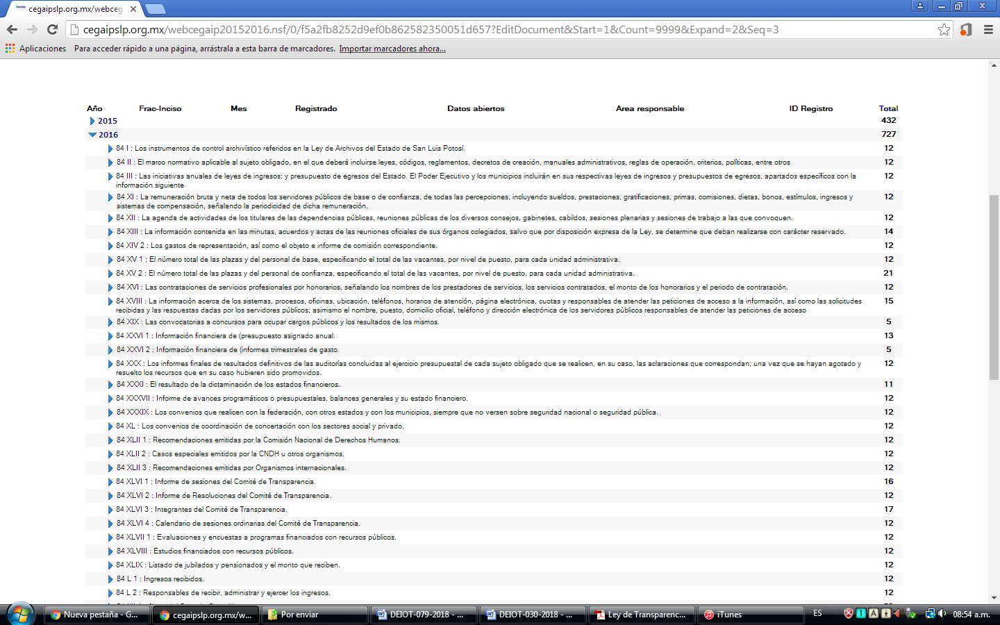 cegaipslp.org.mx/webceg
cegaipslp.org.mx/webcegaip20152016.nsf/0/f5a2fb8252d9ef0b862582350051d657?EditDocument&Start=1&Count=9999&Expand=2&Seq=3
Aplicaciones Para acceder rápido a una página, arrástrala a esta barra de marcadores. Importar marcadores ahora...
Año Frac-Inciso Mes Registrado Datos abiertos Area responsable ID Registro Total
2015 432
2016 727
84 I : Los instrumentos de control archivístico referidos en la Ley de Archivos del Estado de San Luis Potosí. 12
84 II : El marco normativo aplicable al sujeto obligado, en el que deberá incluirse leyes, códigos, reglamentos, decretos de creación, manuales administrativos, reglas de operación, criterios, políticas, entre otros 12
84 III : Las iniciativas anuales de leyes de ingresos; y presupuesto de egresos del Estado. El Poder Ejecutivo y los municipios incluirán en sus respectivas leyes de ingresos y presupuestos de egresos, apartados específicos con la 12
información siguiente
84 XI : La remuneración bruta y neta de todos los servidores públicos de base o de confianza, de todas las percepciones, incluyendo sueldos, prestaciones, gratificaciones, primas, comisiones, dietas, bonos, estímulos, ingresos y 12
sistemas de compensación, señalando la periodicidad de dicha remuneración.
84 XII : La agenda de actividades de los titulares de las dependencias públicas, reuniones públicas de los diversos consejos, gabinetes, cabildos, sesiones plenarias y sesiones de trabajo a las que convoquen. 12
84 XIII : La información contenida en las minutas, acuerdos y actas de las reuniones oficiales de sus órganos colegiados, salvo que por disposición expresa de la Ley, se determine que deban realizarse con carácter reservado. 14
84 XIV 2 : Los gastos de representación, así como el objeto e informe de comisión correspondiente. 12
84 XV 1 : El número total de las plazas y del personal de base, especificando el total de las vacantes, por nivel de puesto, para cada unidad administrativa. 12
84 XV 2 : El número total de las plazas y del personal de confianza, especificando el total de las vacantes, por nivel de puesto, para cada unidad administrativa. 21
84 XVI : Las contrataciones de servicios profesionales por honorarios, señalando los nombres de los prestadores de servicios, los servicios contratados, el monto de los honorarios y el periodo de contratación. 12
84 XVIII : La información acerca de los sistemas, procesos, oficinas, ubicación, teléfonos, horarios de atención, página electrónica, cuotas y responsables de atender las peticiones de acceso a la información, así como las solicitudes 15
recibidas y las respuestas dadas por los servidores públicos; asimismo el nombre, puesto, domicilio oficial, teléfono y dirección electrónica de los servidores públicos responsables de atender las peticiones de acceso
84 XIX : Las convocatorias a concursos para ocupar cargos públicos y los resultados de los mismos. 5
84 XXVI 1 : Información financiera de (presupuesto asignado anual. 13
84 XXVI 2 : Información financiera de (informes trimestrales de gasto. 5
84 XXX : Los informes finales de resultados definitivos de las auditorías concluidas al ejercicio presupuestal de cada sujeto obligado que se realicen, en su caso, las aclaraciones que correspondan; una vez que se hayan agotado y 12
resuelto los recursos que en su caso hubieren sido promovidos.
84 XXXI : El resultado de la dictaminación de los estados financieros. 11
84 XXXVII : Informe de avances programáticos o presupuestales, balances generales y su estado financiero. 12
84 XXXIX : Los convenios que realicen con la federación, con otros estados y con los municipios, siempre que no versen sobre seguridad nacional o seguridad pública. 12
84 XL : Los convenios de coordinación de concertación con los sectores social y privado. 12
84 XLII 1 : Recomendaciones emitidas por la Comisión Nacional de Derechos Humanos. 12
84 XLII 2 : Casos especiales emitidos por la CNDH u otros organismos. 12
84 XLII 3 : Recomendaciones emitidas por Organismos internacionales. 12
84 XLVI 1 : Informe de sesiones del Comité de Transparencia. 16
84 XLVI 2 : Informe de Resoluciones del Comité de Transparencia. 12
84 XLVI 3 : Integrantes del Comité de Transparencia. 17
84 XLVI 4 : Calendario de sesiones ordinarias del Comité de Transparencia. 12
84 XLVII 1 : Evaluaciones y encuestas a programas financiados con recursos públicos. 12
84 XLVIII : Estudios financiados con recursos públicos. 12
84 XLIX : Listado de jubilados y pensionados y el monto que reciben. 12
84 L 1 : Ingresos recibidos. 12
84 L 2 : Responsables de recibir, administrar y ejercer los ingresos. 12
Nueva pestaña - G... cegaipslp.org.mx/w... Por enviar DEIOT-079-2018 - ... DEIOT-030-2018 - ... Ley de Transparenc... iTunes ES 08:54 a.m.